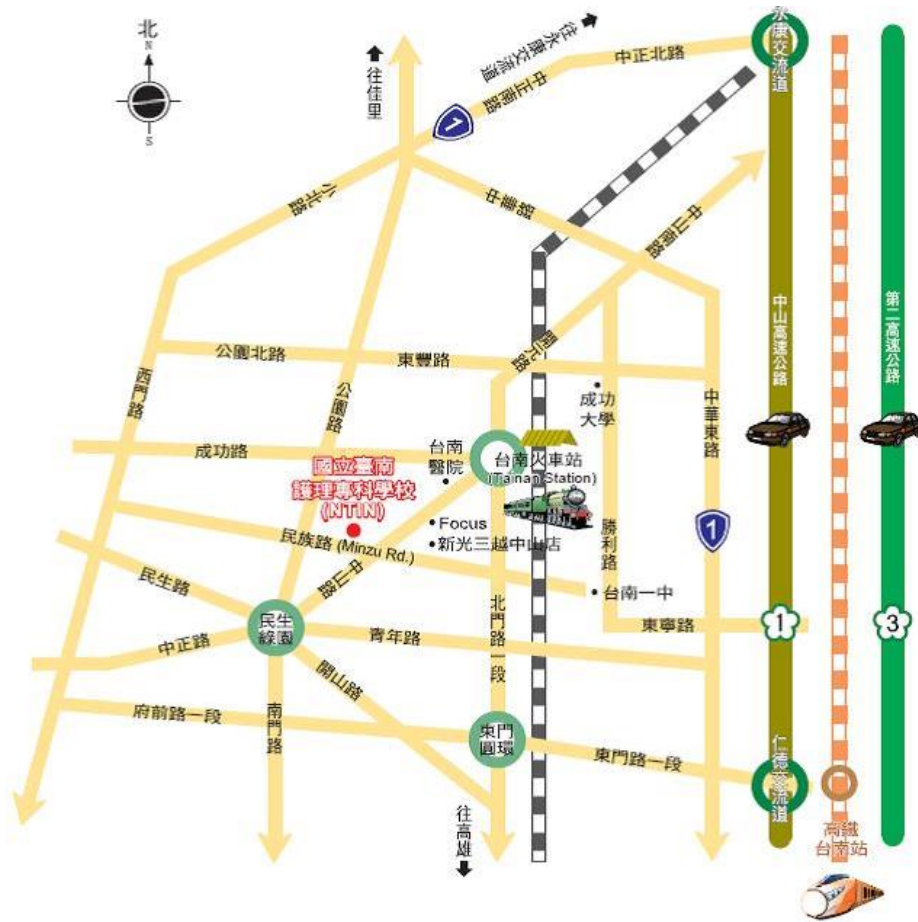 北
N
S
往佳里
往永康交流道
中正南路
中正北路
永康交流道
1
小北路
中華路
中山南路
中山高速公路
第二高速公路
公園北路
東豐路
開元路
西門路
公園路
成功大學
中華東路
成功路
台南
醫院
台南火車站
(Tainan Station)
國立臺南
護理專科學校
(NTIN)
Focus
新光三越中山店
民族路 (Minzu Rd.)
中山路
勝利路
1
民生路
台南一中
北門路一段
民生
綠園
中正路
青年路
東寧路
1
3
開山路
府前路一段
南門路
東門
圓環
東門路一段
仁德交流道
往高雄
高鐵
台南站